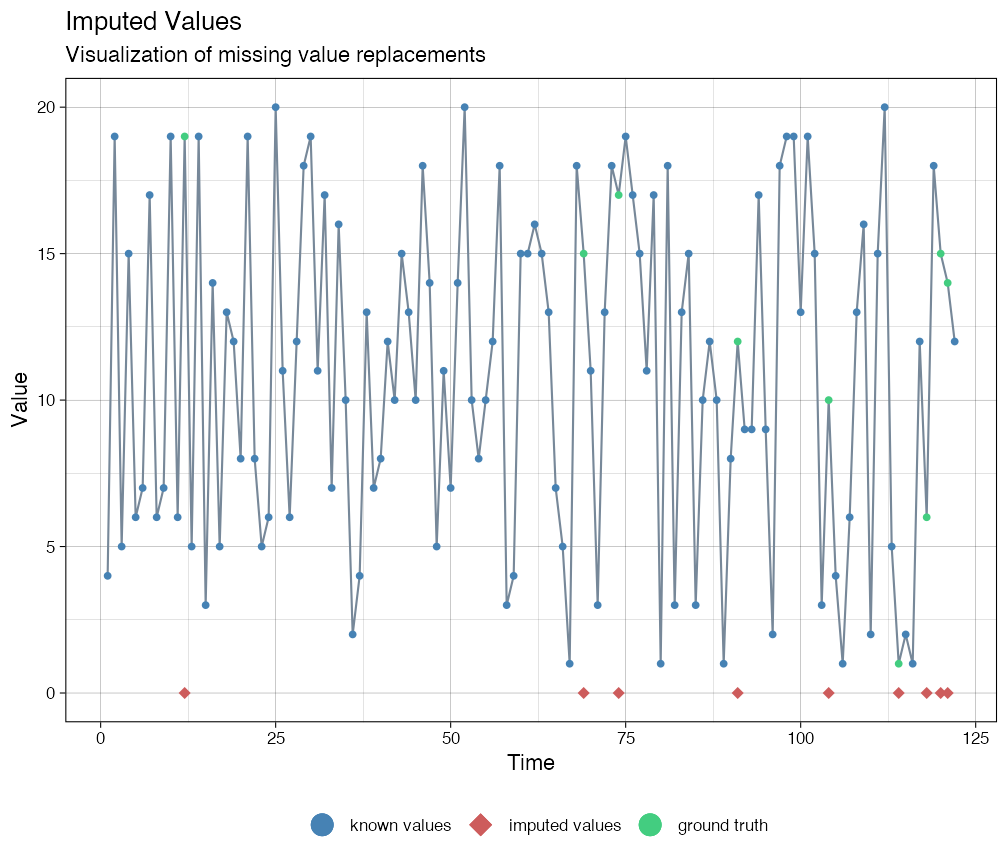 Imputed Values
Visualization of missing value replacements
20
15
10
5
0
Value
0 25 50 75 100 125
Time
known values imputed values ground truth